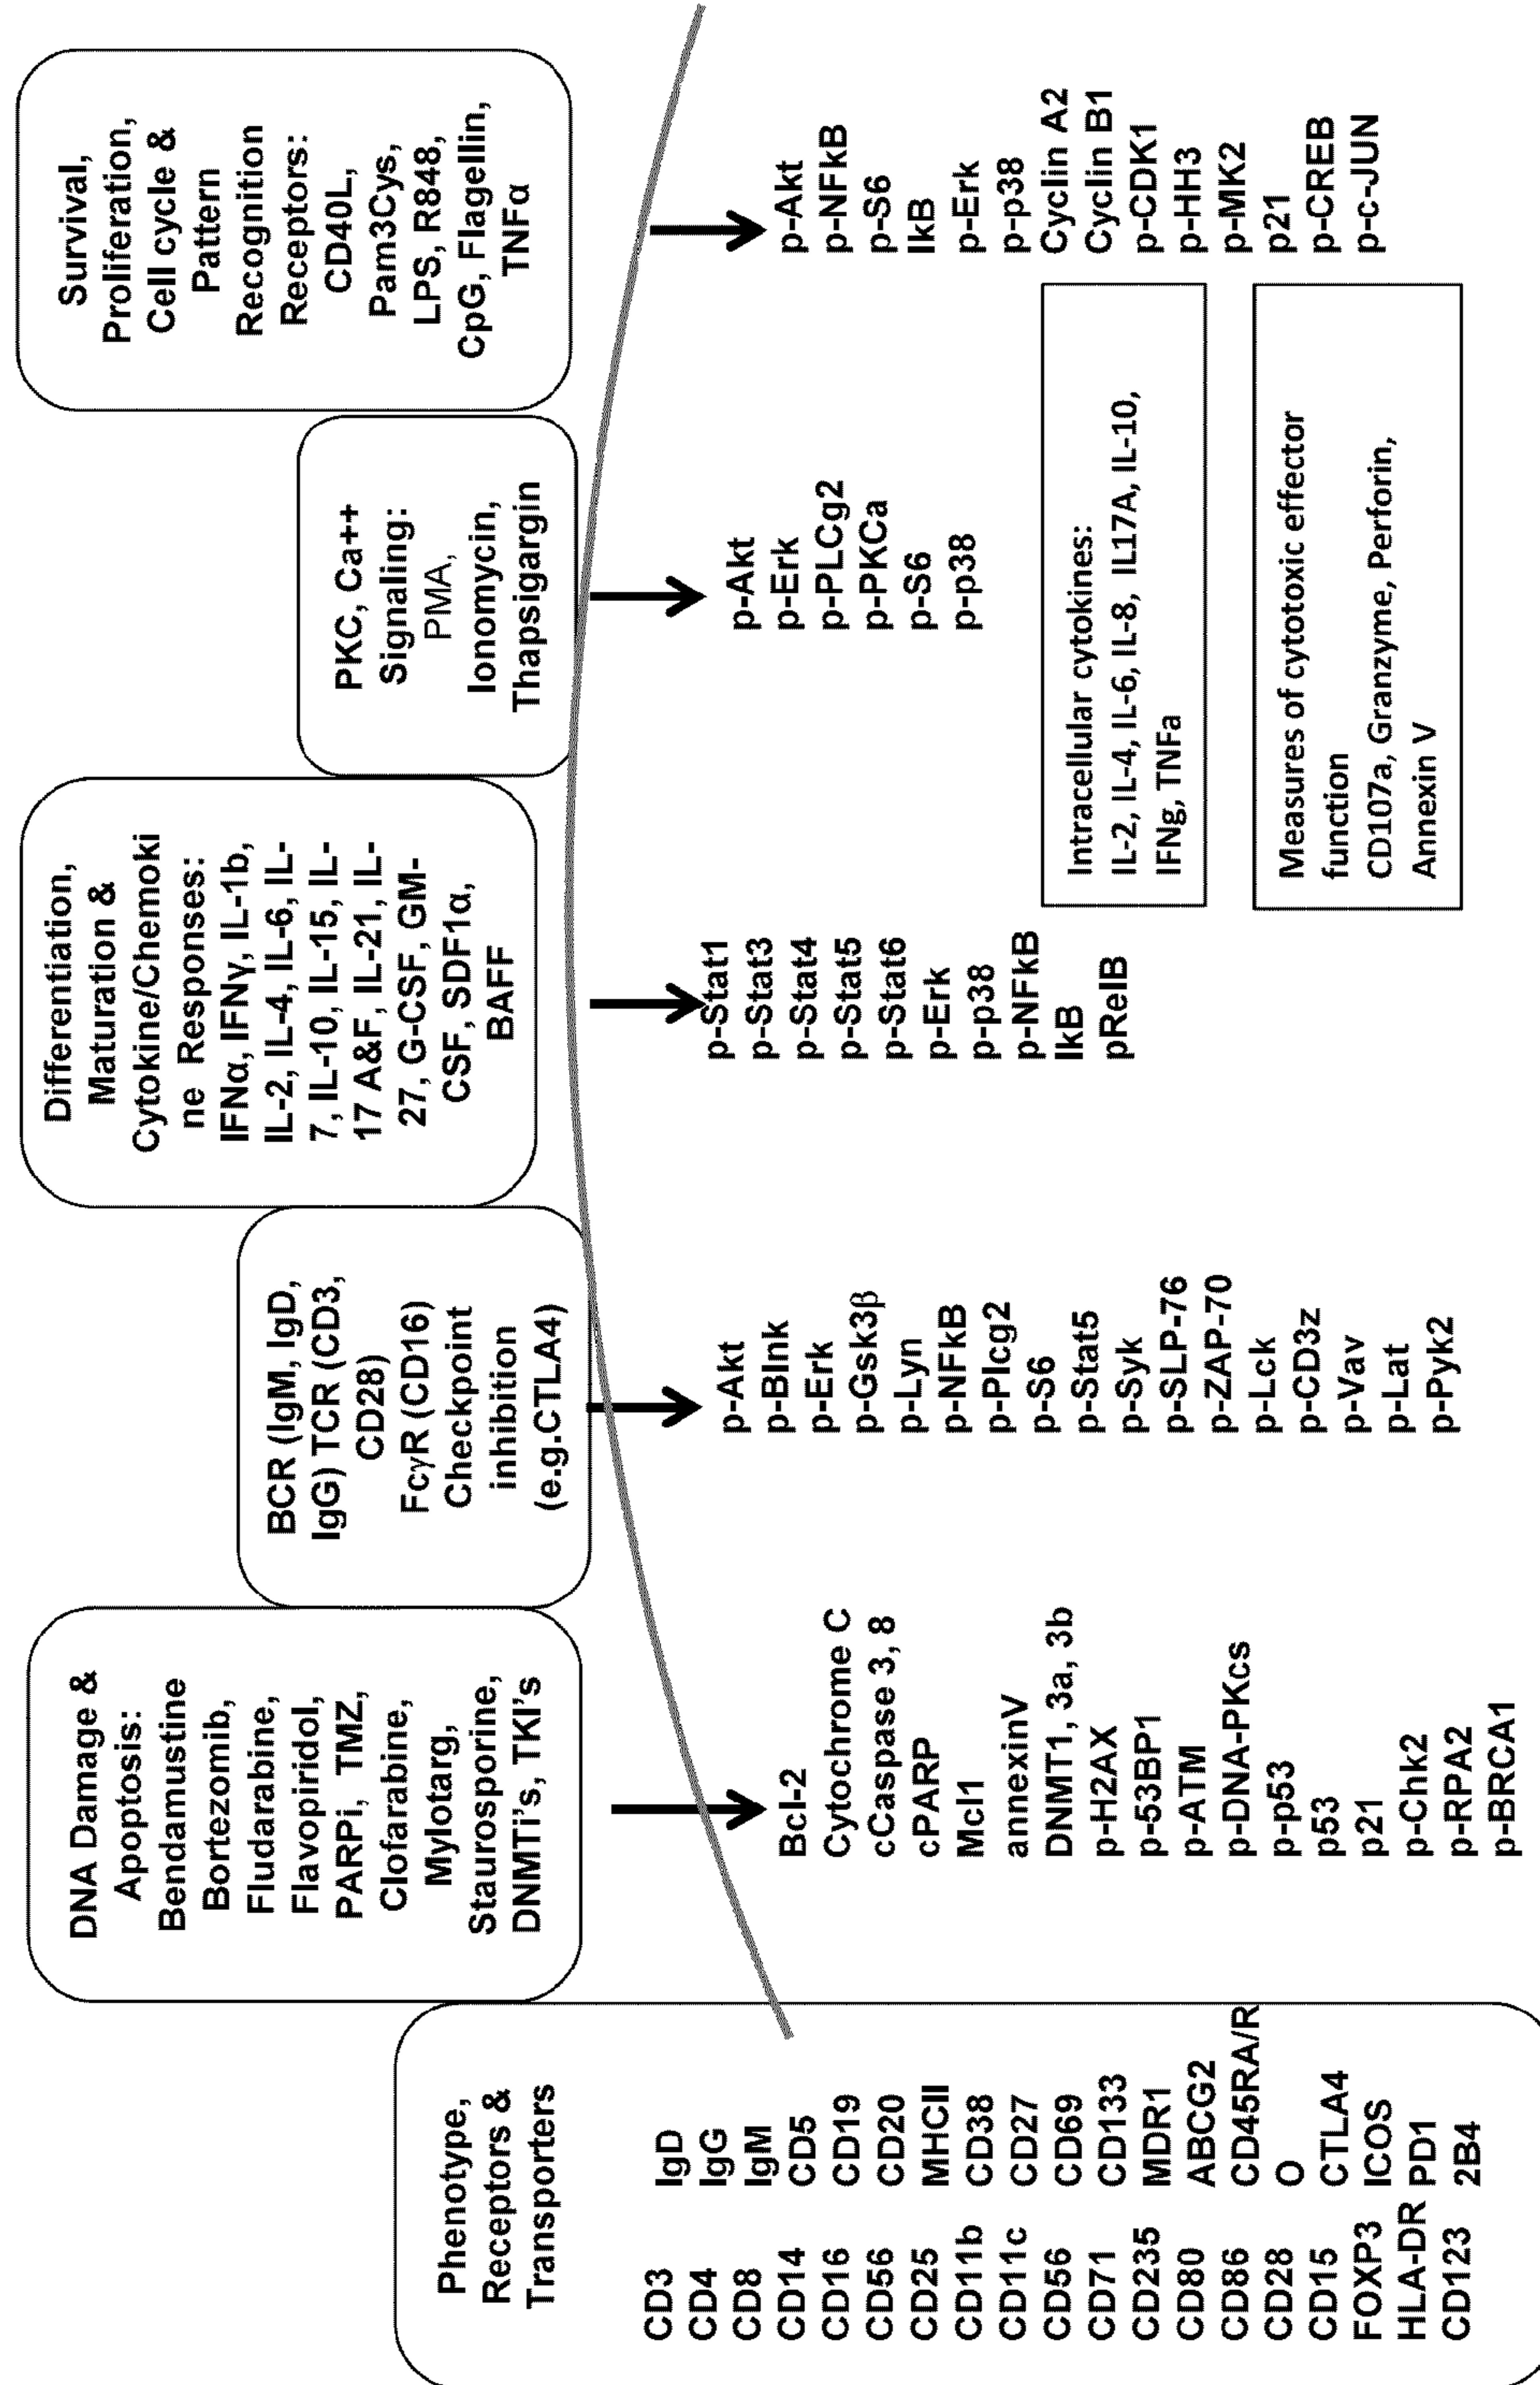 Phenotype,
Receptors &
Transporters
CD3
CD4
CD8
CD14
CD16
CD56
CD25
CD11b
CD11c
CD56
CD71
CD235
CD80
CD86
CD28
CD15
FOXP3
HLA-DR
CD123
IgD
IgG
IgM
CD5
CD19
CD20
MHCII
CD38
CD27
CD69
CD133
MDR1
ABCG2
CD45RA/R
O
CTLA4
ICOS
PD1
2B4
DNA Damage &
Apoptosis:
Bendamustine
Bortezomib,
Fludarabine,
Flavopiridol,
PARPi, TMZ,
Clofarabine,
Mylotarg,
Staurosporine,
DNMTi's, TKI's
Bcl-2
Cytochrome C
cCaspase 3, 8
cPARP
Mcl1
annexinV
DNMT1, 3a, 3b
p-H2AX
p-53BP1
p-ATM
p-DNA-PKcs
p-p53
p53
p21
p-Chk2
p-RPA2
p-BRCA1
BCR (IgM, IgD,
IgG) TCR (CD3,
CD28)
FcγR (CD16)
Checkpoint
inhibition
(e.g.CTLA4)
p-Akt
p-Blnk
p-Erk
p-Gsk3β
p-Lyn
p-NFkB
p-Plcg2
p-S6
p-Stat5
p-Syk
p-SLP-76
p-ZAP-70
p-Lck
p-CD3z
p-Vav
p-Lat
p-Pyk2
Differentiation,
Maturation &
Cytokine/Chemoki
ne Responses:
IFNα, IFNγ, IL-1b,
IL-2, IL-4, IL-6, IL-
7, IL-10, IL-15, IL-
17 A&F, IL-21, IL-
27, G-CSF, GM-
CSF, SDF1α,
BAFF
p-Stat1
p-Stat3
p-Stat4
p-Stat5
p-Stat6
p-Erk
p-p38
p-NFkB
IkB
pRelB
PKC, Ca++
Signaling:
PMA,
Ionomycin,
Thapsigargin
p-Akt
p-Erk
p-PLCg2
p-PKCa
p-S6
p-p38
Survival,
Proliferation,
Cell cycle &
Pattern
Recognition
Receptors:
CD40L,
Pam3Cys,
LPS, R848,
CpG, Flagellin,
TNFα
p-Akt
p-NFkB
p-S6
IkB
p-Erk
p-p38
Cyclin A2
Cyclin B1
p-CDK1
p-HH3
p-MK2
p21
p-CREB
p-c-JUN
Intracellular cytokines:
IL-2, IL-4, IL-6, IL-8, IL17A, IL-10,
IFNg, TNFa
Measures of cytotoxic effector
function
CD107a, Granzyme, Perforin,
Annexin V